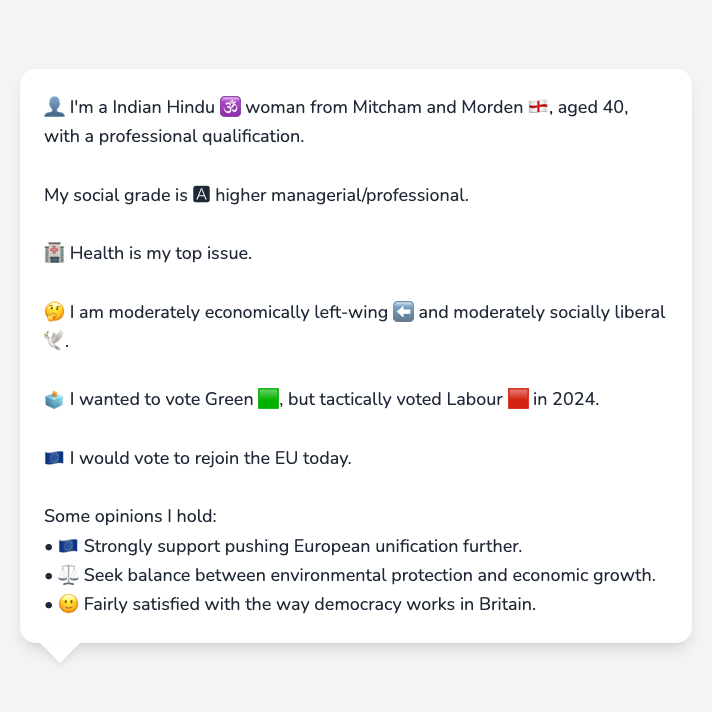 👤 I'm a Indian Hindu 🕉️ woman from Mitcham and Morden 🏴󠁧󠁢󠁥󠁮󠁧󠁿, aged 40,
with a professional qualification.
My social grade is 🅰️ higher managerial/professional.
🏥 Health is my top issue.
🤔 I am moderately economically left-wing ⬅️ and moderately socially liberal
🕊️.
🗳️ I wanted to vote Green 🟩, but tactically voted Labour 🟥 in 2024.
🇪🇺 I would vote to rejoin the EU today.
Some opinions I hold:
• 🇪🇺 Strongly support pushing European unification further.
• ⚖️ Seek balance between environmental protection and economic growth.
• 🙂 Fairly satisfied with the way democracy works in Britain.